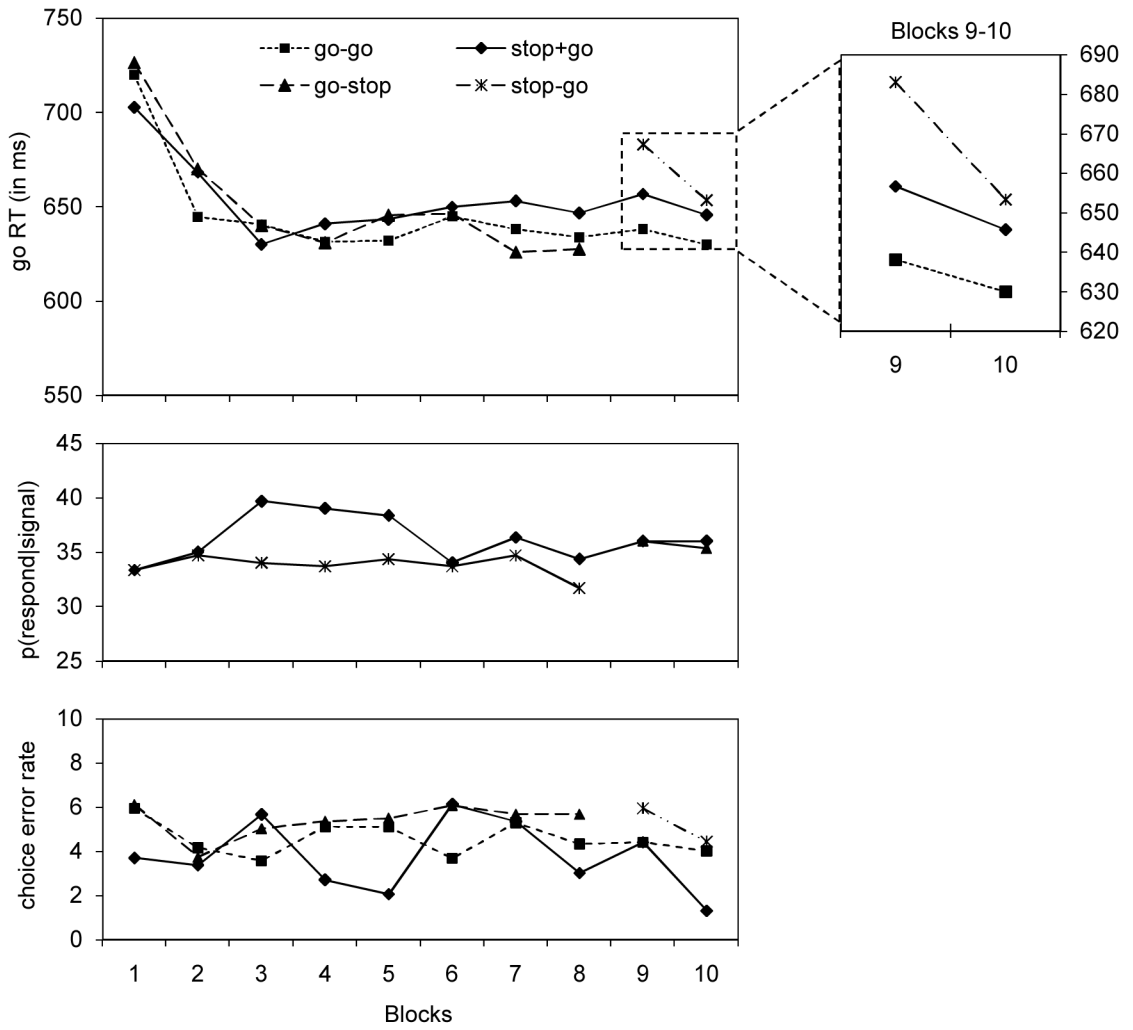 750
700
650
600
550
go RT (in ms)
go-go
stop+go
go-stop
stop-go
Blocks 9-10
690
680
670
660
650
640
630
620
9
10
45
40
35
30
25
p(respond|signal)
10
8
6
4
2
0
choice error rate
1 2 3 4 5 6 7 8 9 10
Blocks